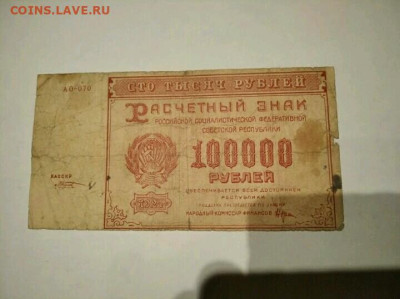 COINS.LAVE.RU
СТО ТЫСЯЧ РУБЛЕЙ
РАСЧЕТНЫЙ ЗНАК
РОССИЙСКОЙ СОЦИАЛИСТИЧЕСКОЙ ФЕДЕРАТИВНОЙ
СОВЕТСКОЙ РЕСПУБЛИКИ
100000
РУБЛЕЙ
КАССИР
ОБЕСПЕЧИВАЕТСЯ ВСЕМ ДОСТОЯНИЕМ
РЕСПУБЛИКИ
НАРОДНЫЙ КОМИССАР ФИНАНСОВ